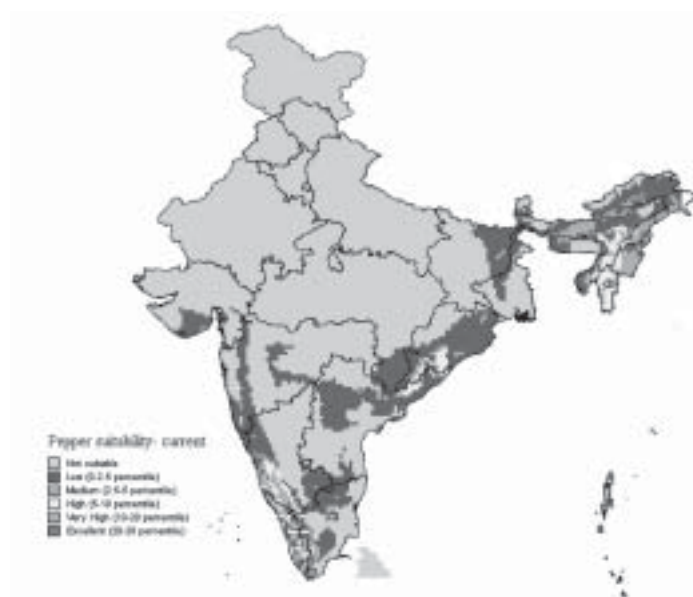 Pepper suitability- current
Not suitable
Low (0-2.5 percentile)
Medium (2.5-5 percentile)
High (5-10 percentile)
Very High (10-20 percentile)
Excellent (20-38 percentile)